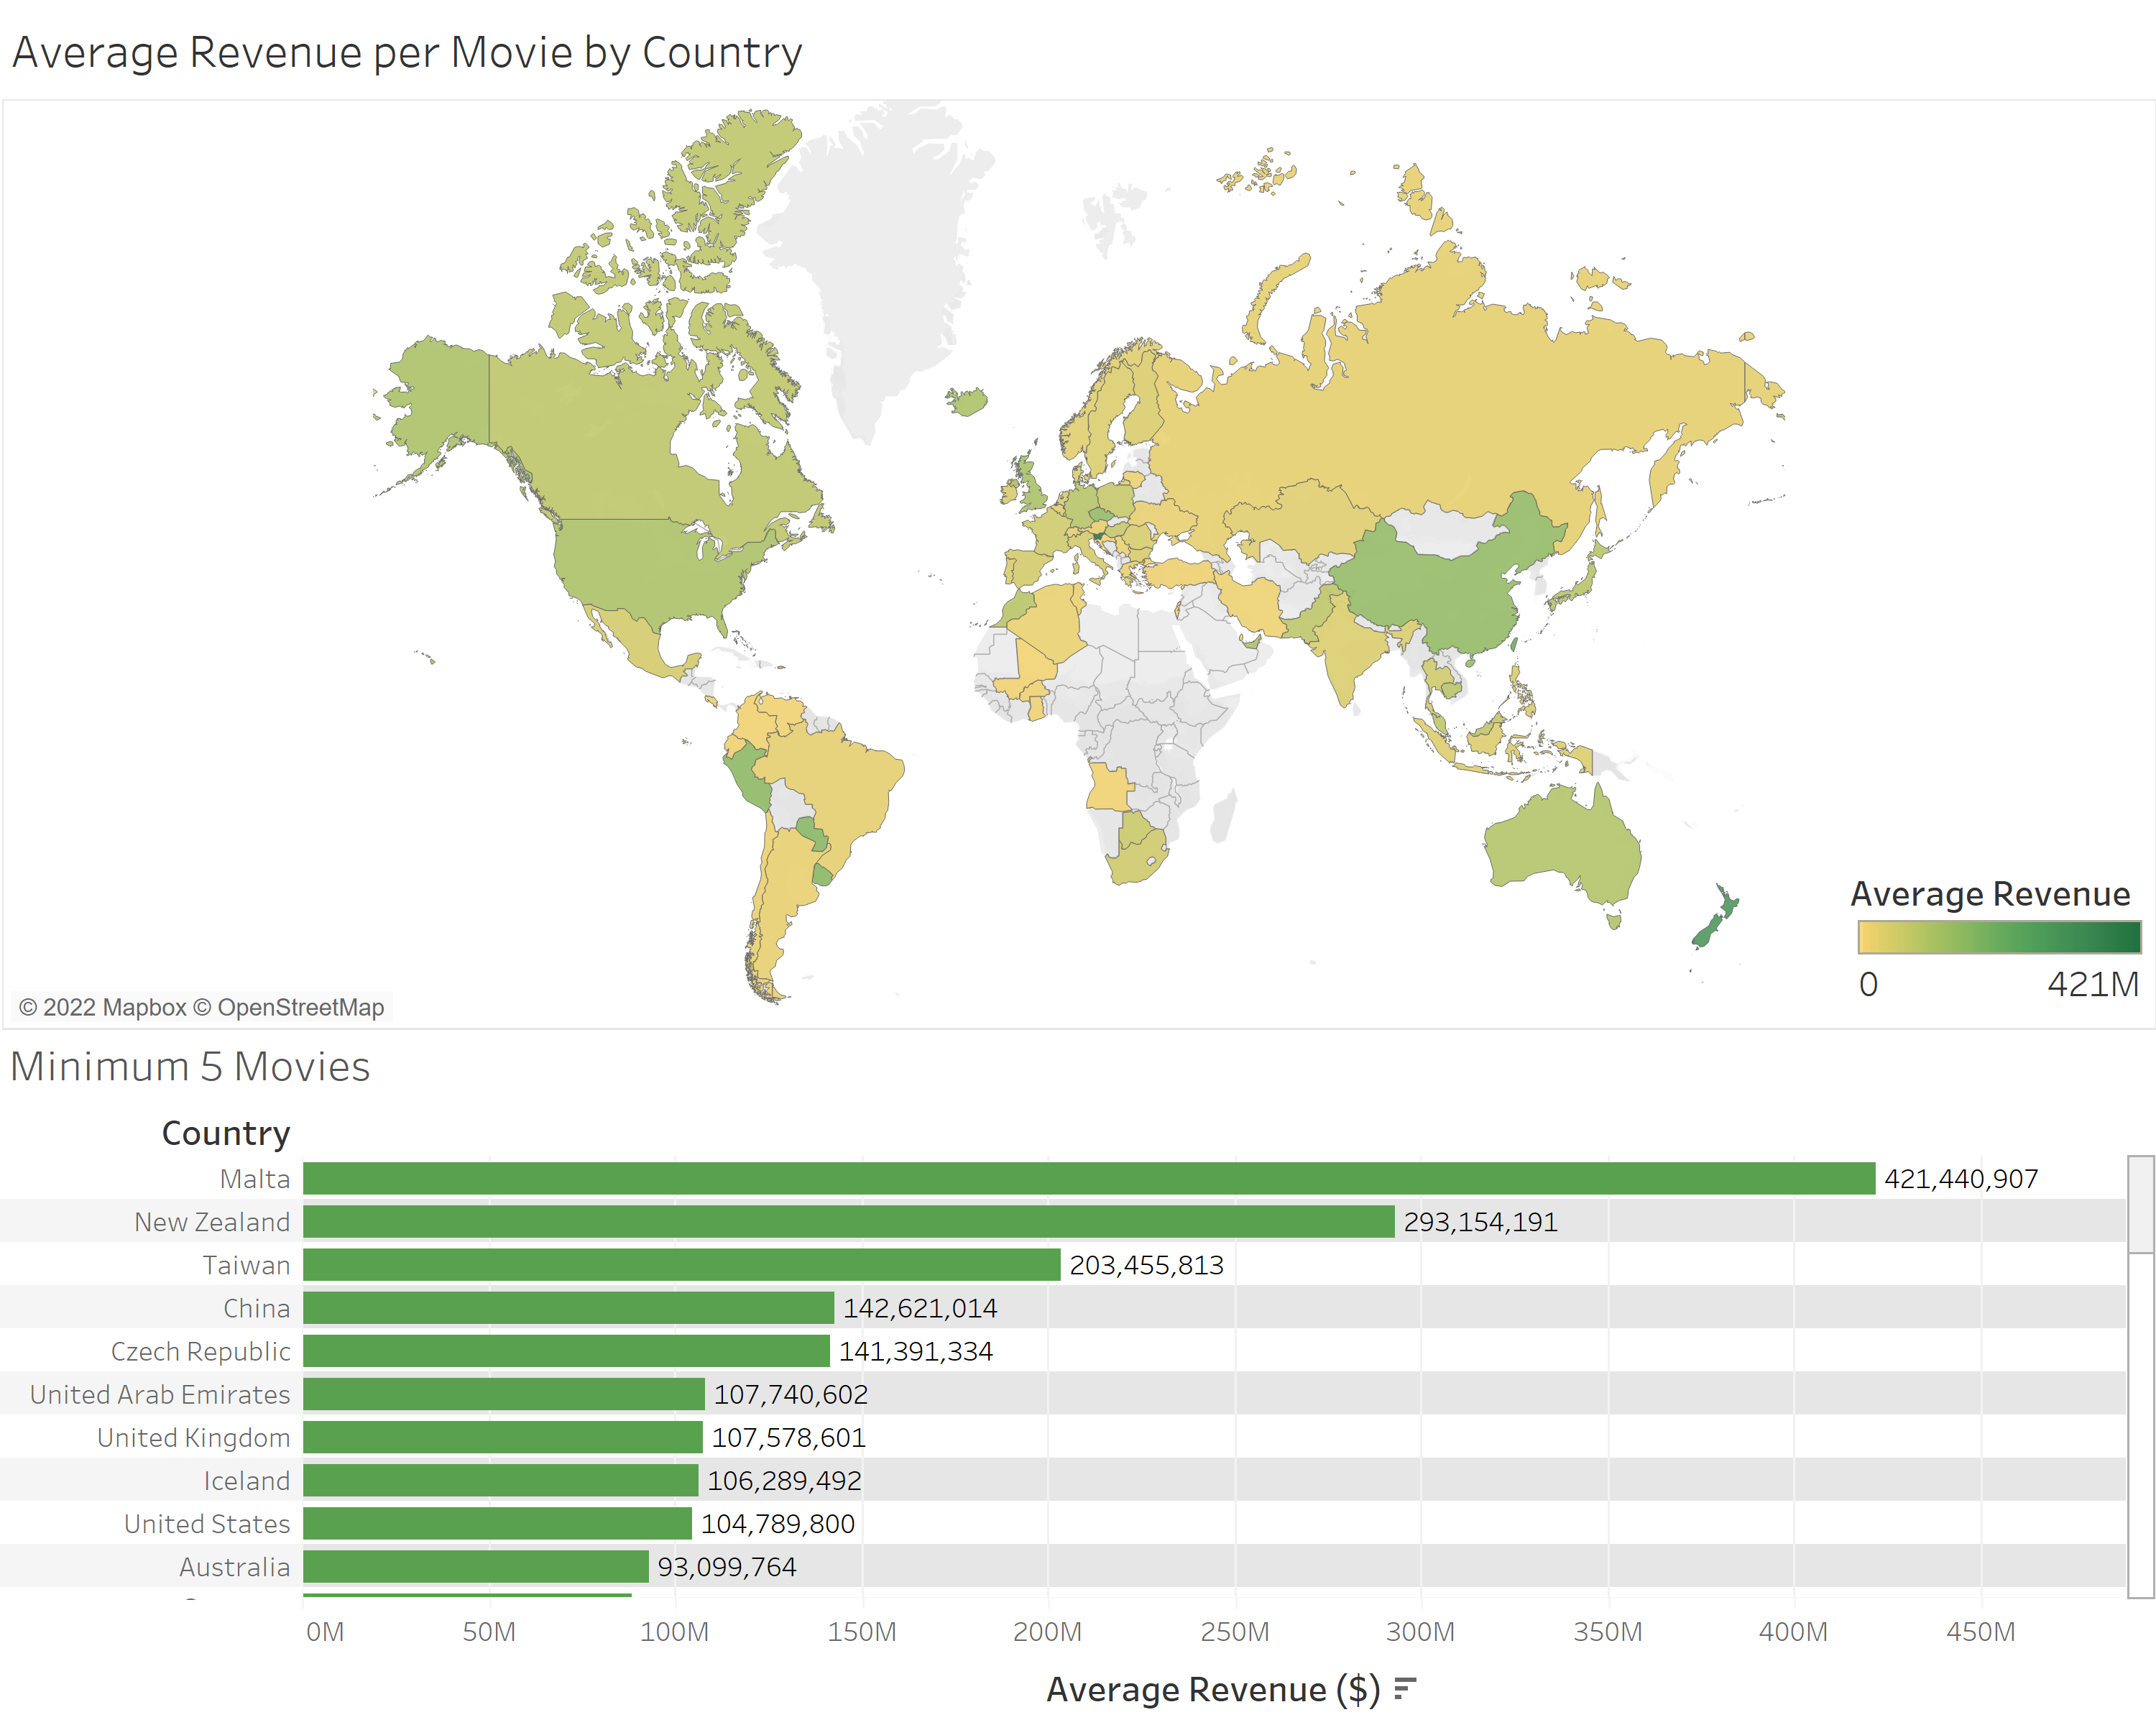 Average Revenue per Movie by Country
Average Revenue
0 421M
© 2022 Mapbox © OpenStreetMap
Minimum 5 Movies
Country
Malta 421,440,907
New Zealand 293,154,191
Taiwan 203,455,813
China 142,621,014
Czech Republic 141,391,334
United Arab Emirates 107,740,602
United Kingdom 107,578,601
Iceland 106,289,492
United States 104,789,800
Australia 93,099,764
0M 50M 100M 150M 200M 250M 300M 350M 400M 450M
Average Revenue ($)